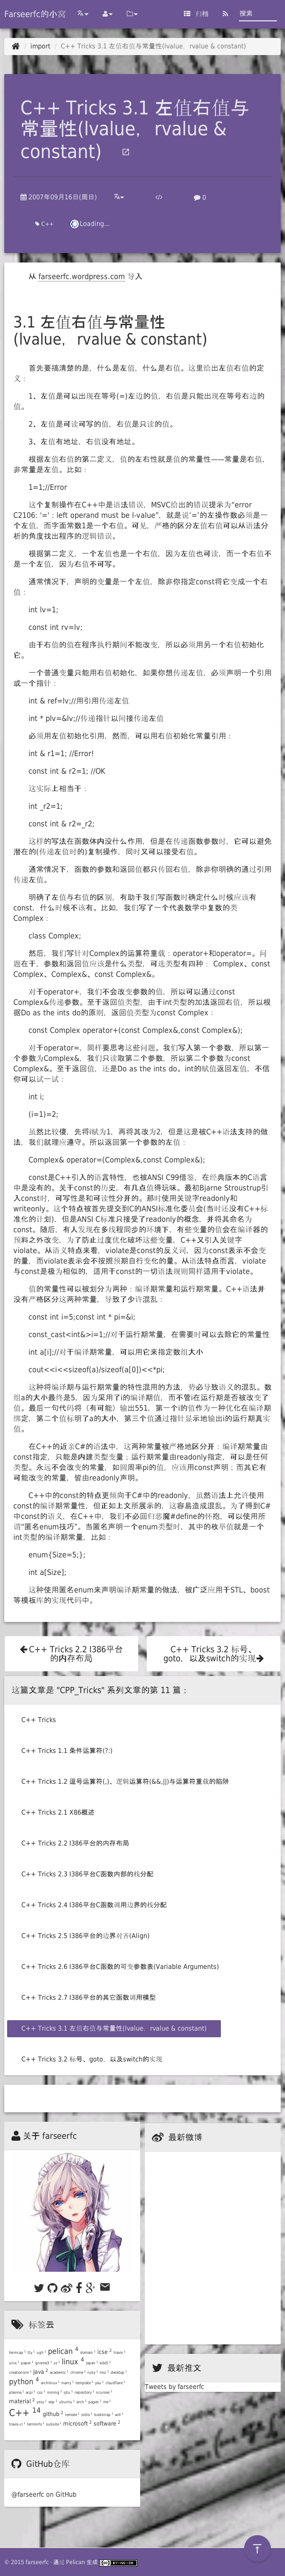 Farseerfc的小窝
归档
搜索
import / C++ Tricks 3.1 左值右值与常量性(lvalue，rvalue & constant)
C++ Tricks 3.1 左值右值与
常量性(lvalue，rvalue &
constant)
2007年09月16日(周日)
0
C++
Loading...
从 farseerfc.wordpress.com 导入
3.1 左值右值与常量性
(lvalue，rvalue & constant)
首先要搞清楚的是，什么是左值，什么是右值。这里给出左值右值的定
义：
1、左值是可以出现在等号(=)左边的值，右值是只能出现在等号右边的
值。
2、左值是可读可写的值，右值是只读的值。
3、左值有地址，右值没有地址。
根据左值右值的第二定义，值的左右性就是值的常量性——常量是右值，
非常量是左值。比如：
1=1;//Error
这个复制操作在C++中是语法错误，MSVC给出的错误提示为“error
C2106: '=' : left operand must be l-value”，就是说‘=’的左操作数必须是一
个左值，而字面常数1是一个右值。可见，严格的区分左值右值可以从语法分
析的角度找出程序的逻辑错误。
根据第二定义，一个左值也是一个右值，因为左值也可读，而一个右值不
是一个左值，因为右值不可写。
通常情况下，声明的变量是一个左值，除非你指定const将它变成一个右
值：
int lv=1;
const int rv=lv;
由于右值的值在程序执行期间不能改变，所以必须用另一个右值初始化
它。
一个普通变量只能用右值初始化，如果你想传递左值，必须声明一个引用
或一个指针：
int & ref=lv;//用引用传递左值
int * plv=&lv;//传递指针以间接传递左值
必须用左值初始化引用，然而，可以用右值初始化常量引用：
int & r1=1; //Error!
const int & r2=1; //OK
这实际上相当于：
int _r2=1;
const int & r2=_r2;
这样的写法在函数体内没什么作用，但是在传递函数参数时，它可以避免
潜在的(传递左值时的)复制操作，同时又可以接受右值。
通常情况下，函数的参数和返回值都只传回右值，除非你明确的通过引用
传递左值。
明确了左值与右值的区别，有助于我们写函数时确定什么时候应该有
const，什么时候不该有。比如，我们写了一个代表数学中复数的类
Complex：
class Complex;
然后，我们写针对Complex的运算符重载：operator+和operator=。问
题在于，参数和返回值应该是什么类型，可选类型有四种： Complex、const
Complex、Complex&、const Complex&。
对于operator+，我们不会改变参数的值，所以可以通过const
Complex&传递参数。至于返回值类型，由于int类型的加法返回右值，所以根
据Do as the ints do的原则，返回值类型为const Complex：
const Complex operator+(const Complex&,const Complex&);
对于operator=，同样要思考这些问题。我们写入第一个参数，所以第一
个参数为Complex&，我们只读取第二个参数，所以第二个参数为const
Complex&。至于返回值，还是Do as the ints do。int的赋值返回左值，不信
你可以试一试：
int i;
(i=1)=2;
虽然比较傻，先将i赋为1，再将其改为2，但是这是被C++语法支持的做
法，我们就理应遵守。所以返回第一个参数的左值：
Complex& operator=(Complex&,const Complex&);
const是C++引入的语言特性，也被ANSI C99借鉴，在经典版本的C语言
中是没有的。关于const的历史，有几点值得玩味。最初Bjarne Stroustrup引
入const时，可写性是和可读性分开的。那时使用关键字readonly和
writeonly。这个特点被首先提交到C的ANSI标准化委员会(当时还没有C++标
准化的计划)，但是ANSI C标准只接受了readonly的概念，并将其命名为
const。随后，有人发现在多线程同步的环境下，有些变量的值会在编译器的
预料之外改变，为了防止过度优化破坏这些变量，C++又引入关键字
violate。从语义特点来看，violate是const的反义词，因为const表示不会变
的量，而violate表示会不按照预期自行变化的量。从语法特点而言，violate
与const是极为相似的，适用于const的一切语法规则同样适用于violate。
值的常量性可以被划分为两种：编译期常量和运行期常量。C++语法并
没有严格区分这两种常量，导致了少许混乱：
const int i=5;const int * pi=&i;
const_cast<int&>i=1;//对于运行期常量，在需要时可以去除它的常量性
int a[i];//对于编译期常量，可以用它来指定数组大小
cout<<i<<sizeof(a)/sizeof(a[0])<<*pi;
这种将编译期与运行期常量的特性混用的方法，势必导致语义的混乱。数
组a的大小最终是5，因为采用了i的编译期值，而不管i在运行期是否被改变了
值。最后一句代码将（有可能）输出551，第一个i的值作为一种优化在编译期
绑定，第二个值标明了a的大小，第三个值通过指针显示地输出i的运行期真实
值。
在C++的近亲C#的语法中，这两种常量被严格地区分开：编译期常量由
const指定，只能是内建类型变量；运行期常量由readonly指定，可以是任何
类型。永远不会改变的常量，如圆周率pi的值，应该用const声明；而其它有
可能改变的常量，皆由readonly声明。
C++中的const的特点更倾向于C#中的readonly，虽然语法上允许使用
const的编译期常量性，但正如上文所展示的，这容易造成混乱。为了得到C#
中const的语义，在C++中，我们不必回归恶魔#define的怀抱，可以使用所
谓“匿名enum技巧”。当匿名声明一个enum类型时，其中的枚举值就是一个
int类型的编译期常量，比如：
enum{Size=5;};
int a[Size];
这种使用匿名enum来声明编译期常量的做法，被广泛应用于STL、boost
等模板库的实现代码中。
C++ Tricks 2.2 I386平台
的内存布局
C++ Tricks 3.2 标号、
goto，以及switch的实现
这篇文章是 "CPP_Tricks" 系列文章的第 11 篇：
C++ Tricks
C++ Tricks 1.1 条件运算符(?:)
C++ Tricks 1.2 逗号运算符(,)、逻辑运算符(&&,||)与运算符重载的陷阱
C++ Tricks 2.1 X86概述
C++ Tricks 2.2 I386平台的内存布局
C++ Tricks 2.3 I386平台C函数内部的栈分配
C++ Tricks 2.4 I386平台C函数调用边界的栈分配
C++ Tricks 2.5 I386平台的边界对齐(Align)
C++ Tricks 2.6 I386平台C函数的可变参数表(Variable Arguments)
C++ Tricks 2.7 I386平台的其它函数调用模型
C++ Tricks 3.1 左值右值与常量性(lvalue，rvalue & constant)
C++ Tricks 3.2 标号、goto，以及switch的实现
关于 farseerfc
标签云
pelican 4
icse 2
linux 4
Java 2
python 4
material 2
C++ 14
github 2
microsoft 2 software 2
GitHub仓库
@farseerfc on GitHub
最新微博
最新推文
Tweets by farseerfc
© 2015 farseerfc · 通过 Pelican 生成